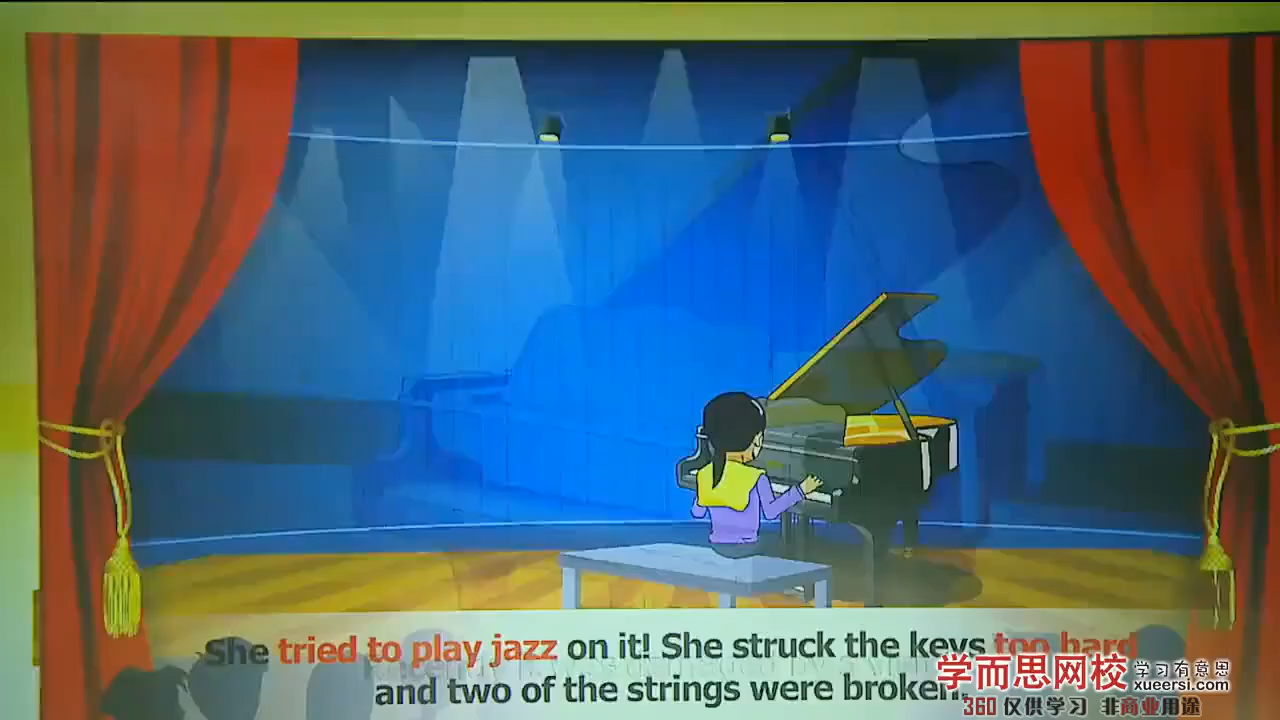 She tried to play jazz on it! She struck the keys too hard
and two of the strings were broken.
学而思网校 学习有意思
xueersi.com
360 仅供学习 非商业用途